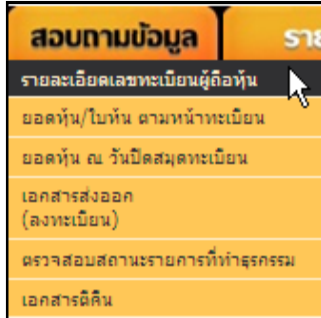 สอบถามข้อมูล ราย
รายละเอียดเลขทะเบียนผู้ถือหุ้น
ยอดหุ้น/ใบหุ้น ตามหน้าทะเบียน
ยอดหุ้น ณ วันปิดสมุดทะเบียน
เอกสารส่งออก
(ลงทะเบียน)
ตรวจสอบสถานะรายการที่ทำธุรกรรม
เอกสารตีคืน